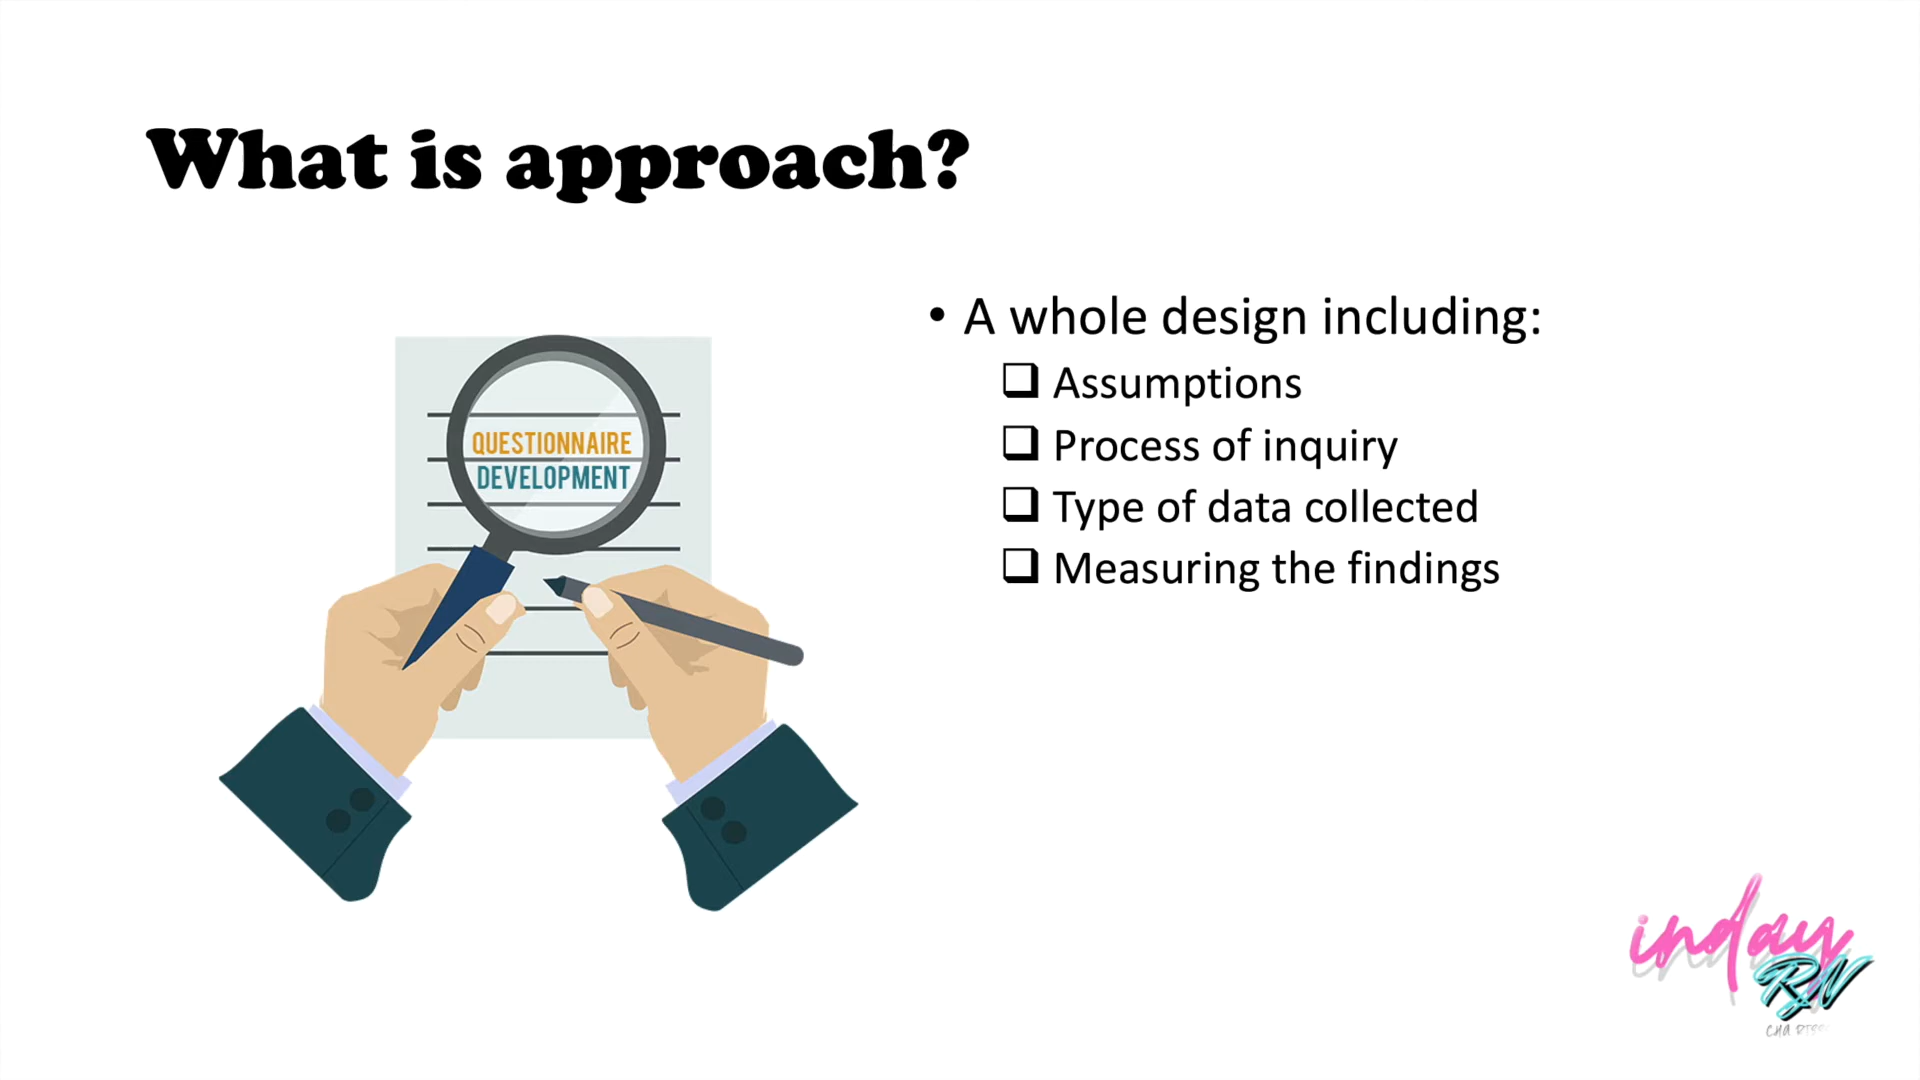 What is approach?
• A whole design including:
❑ Assumptions
❑ Process of inquiry
❑ Type of data collected
❑ Measuring the findings
QUESTIONNAIRE
DEVELOPMENT
inday
RN